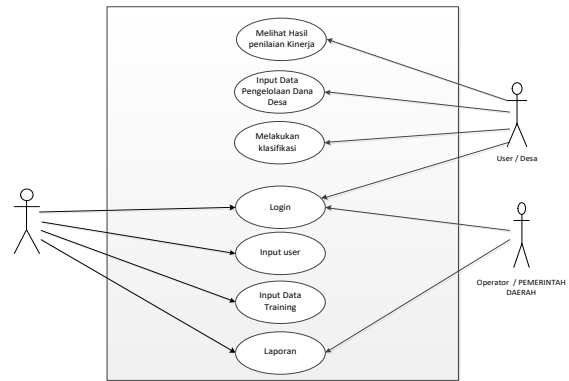 Melihat Hasil
penilaian Kinerja
Input Data
Pengelolaan Dana
Desa
Melakukan
klasifikasi
User / Desa
Login
Input user
Operator / PEMERINTAH
DAERAH
Input Data
Training
Laporan